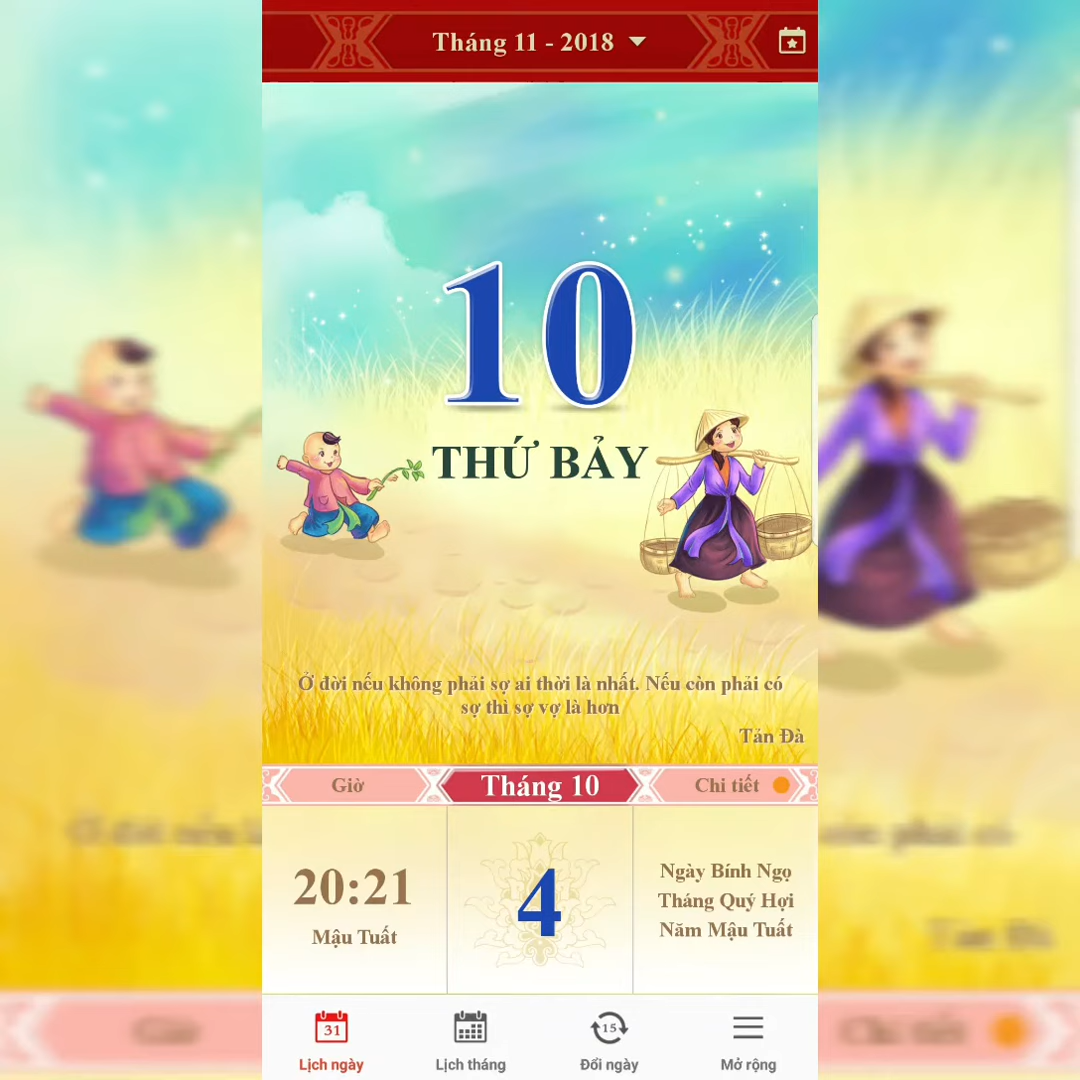 Tháng 11 - 2018
10
THỨ BẢY
Ở đời nếu không phải sợ ai thời là nhất. Nếu còn phải có
sợ thì sợ vợ là hơn
Tản Đà
Giờ
Tháng 10
Chi tiết
20:21
Mậu Tuất
4
Ngày Bính Ngọ
Tháng Quý Hợi
Năm Mậu Tuất
31
15
Lịch ngày
Lịch tháng
Đổi ngày
Mở rộng